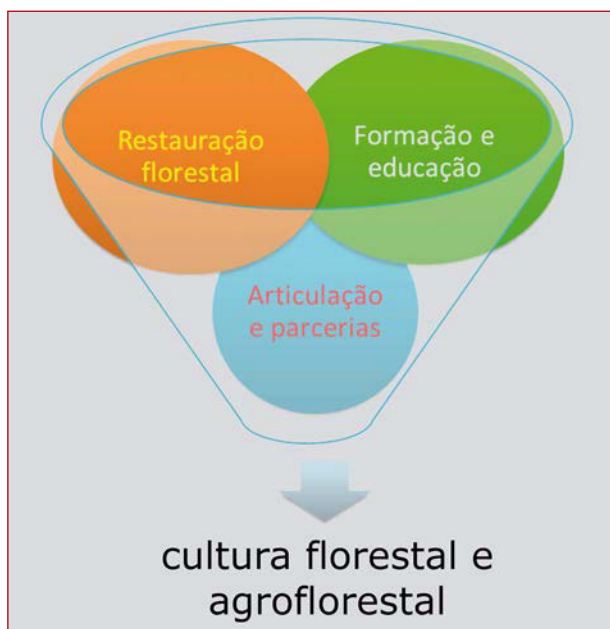 Restauração
florestal
Formação e
educação
Articulação
e parcerias
cultura florestal e
agroflorestal